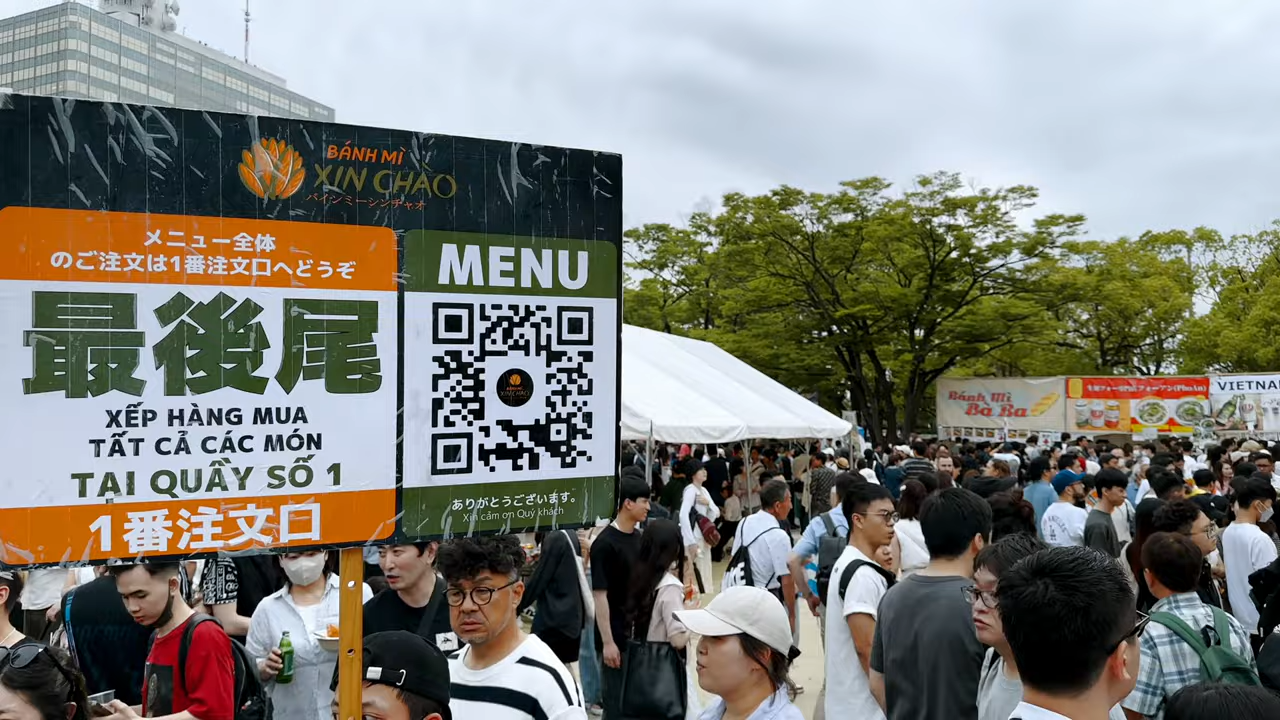 BÁNH MÌ
XIN CHÀO
バインミーシンチャオ
メニュー全体
のご注文は1番注文口へどうぞ
最後尾
XẾP HÀNG MUA
TẤT CẢ CÁC MÓN
TẠI QUẦY SỐ 1
1番注文口
MENU
ありがとうございます。
Xin cảm ơn Quý khách
Bánh Mì
Ba Ba
VIETNAM